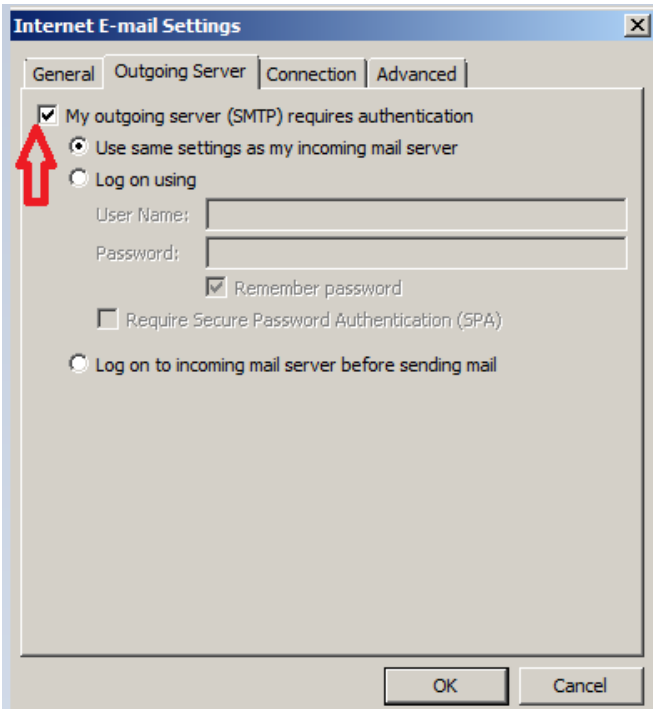 Internet E-mail Settings
General Outgoing Server Connection Advanced
My outgoing server (SMTP) requires authentication
Use same settings as my incoming mail server
Log on using
User Name:
Password:
Remember password
Require Secure Password Authentication (SPA)
Log on to incoming mail server before sending mail
OK Cancel